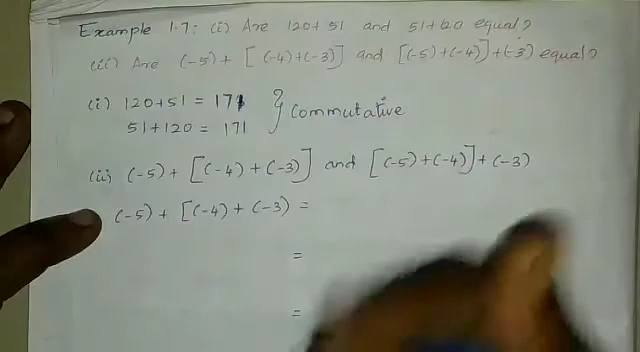 Example 1.7: (i) Are 120+51 and 51+120 equal?
(ii) Are (-5)+[(-4)+(-3)] and [(-5)+(-4)]+(-3) equal?
(i) 120+51 = 171 } Commutative
51+120 = 171
(ii) (-5)+[(-4)+(-3)] and [(-5)+(-4)]+(-3)
(-5)+[(-4)+(-3) =
=
=